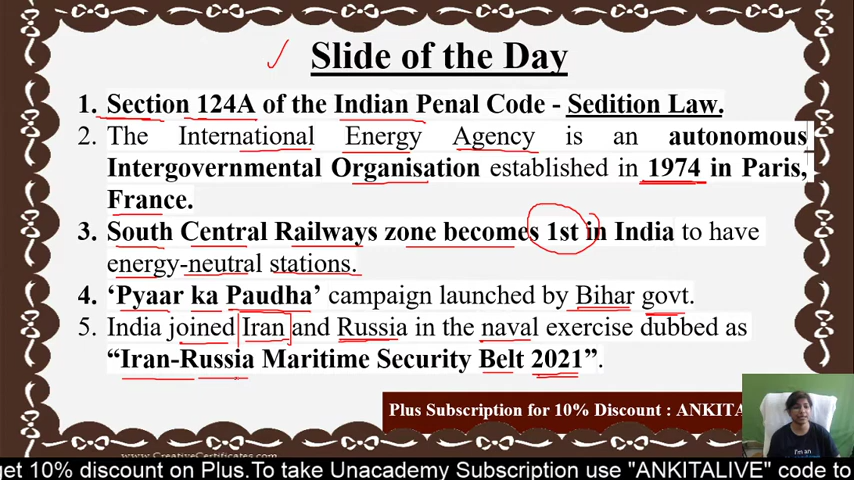 Slide of the Day
1. Section 124A of the Indian Penal Code - Sedition Law.
2. The International Energy Agency is an autonomous
Intergovernmental Organisation established in 1974 in Paris,
France.
3. South Central Railways zone becomes 1st in India to have
energy-neutral stations.
4. ‘Pyaar ka Paudha’ campaign launched by Bihar govt.
5. India joined Iran and Russia in the naval exercise dubbed as
“Iran-Russia Maritime Security Belt 2021”.
Plus Subscription for 10% Discount : ANKITA
www.CreativeCertificates.com
I'm an
get 10% discount on Plus.To take Unacademy Subscription use "ANKITALIVE" code to